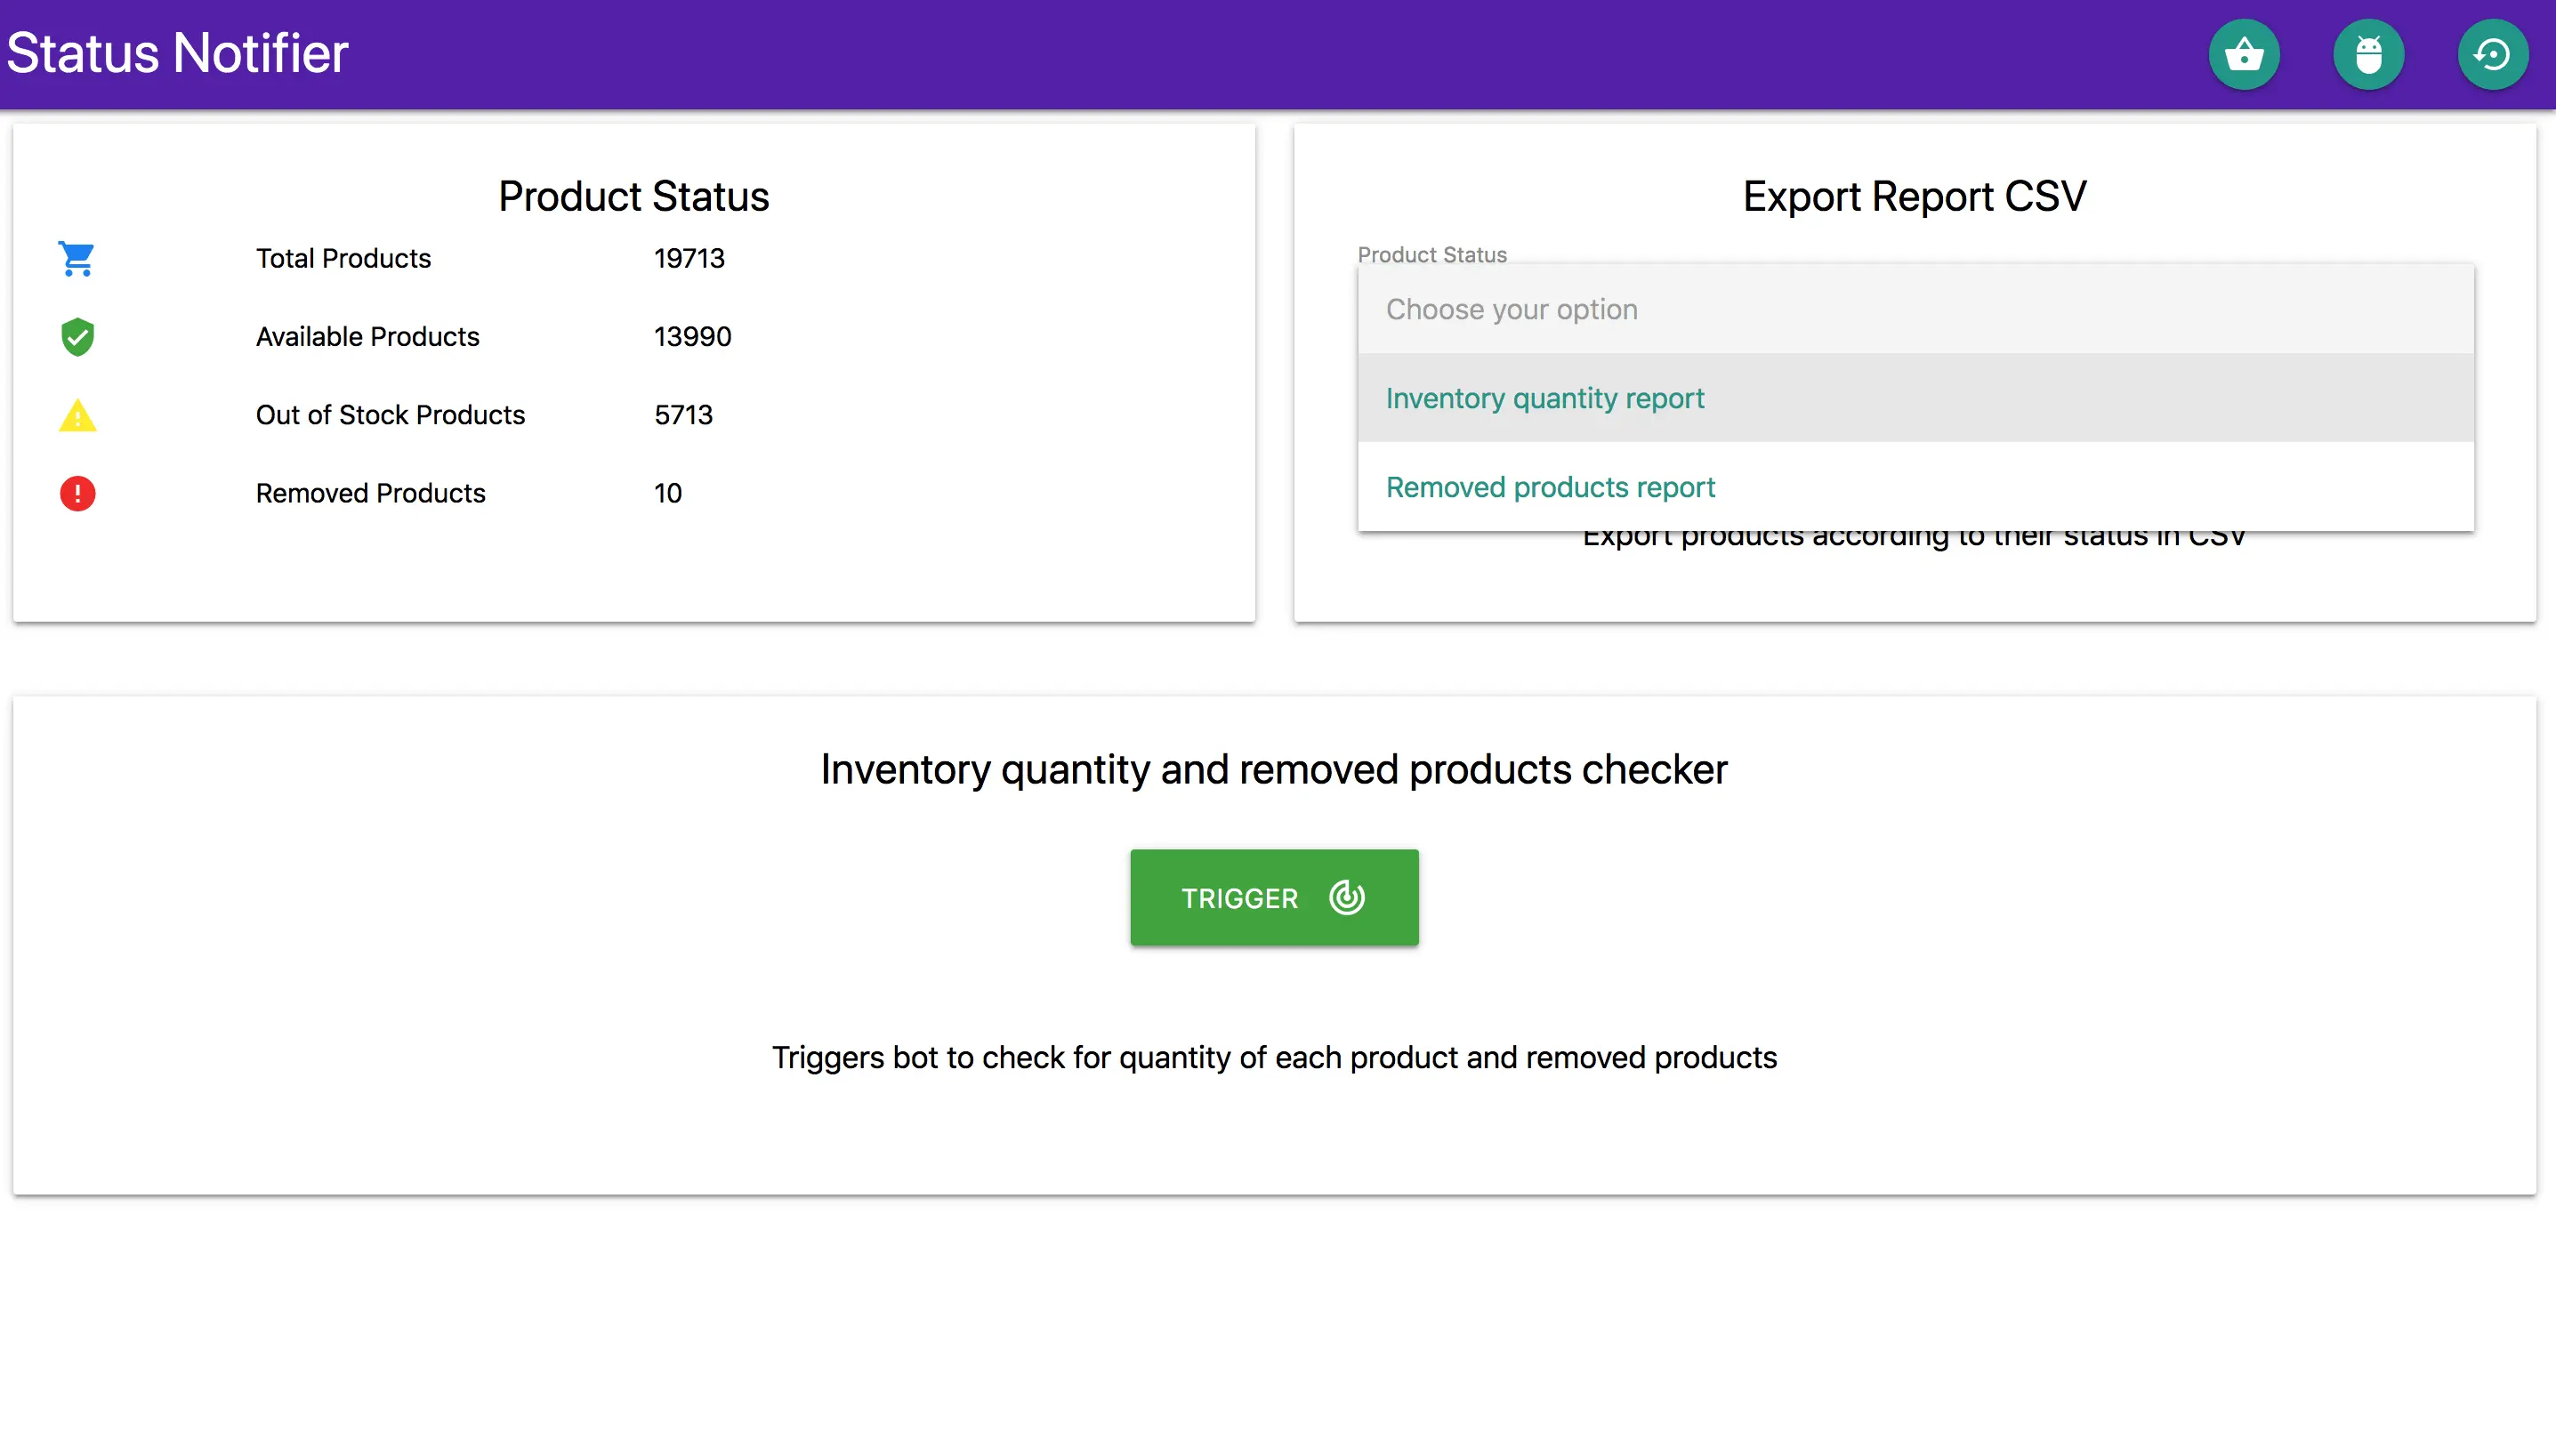 Status Notifier
Product Status
Total Products 19713
Available Products 13990
Out of Stock Products 5713
Removed Products 10
Export Report CSV
Product Status
Choose your option
Inventory quantity report
Removed products report
Export products according to their status in CSV
Inventory quantity and removed products checker
TRIGGER
Triggers bot to check for quantity of each product and removed products